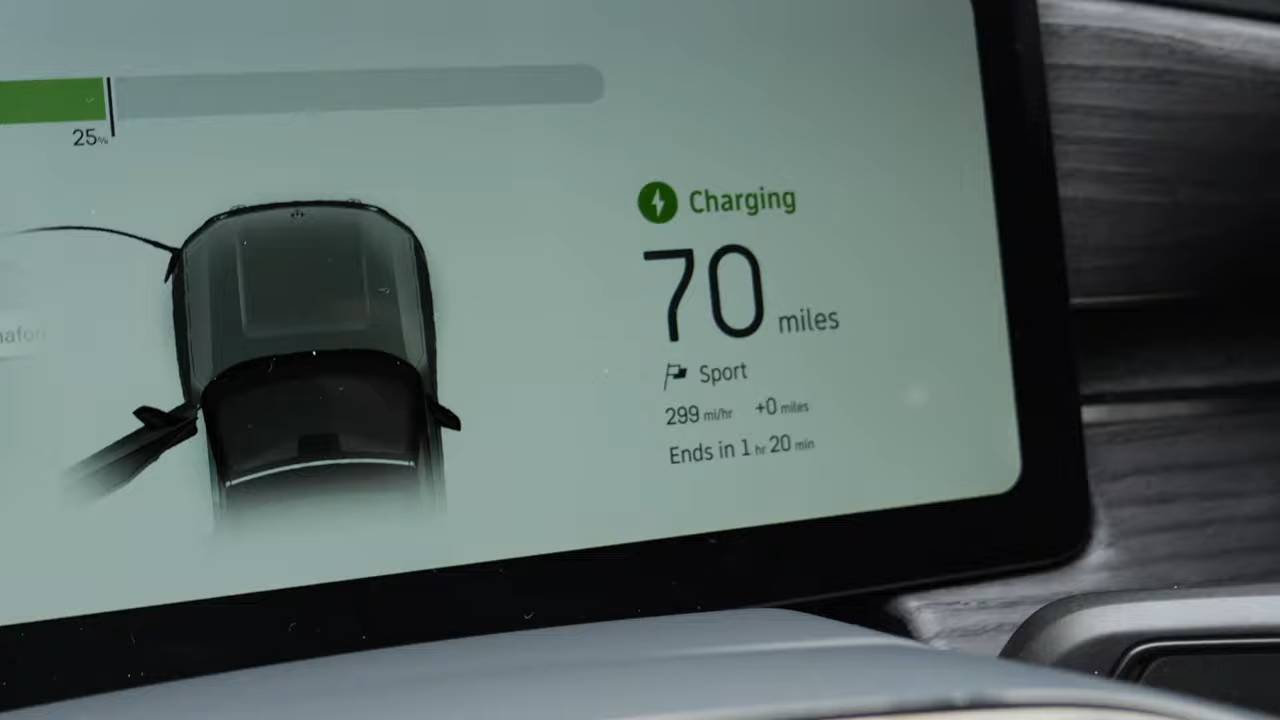 25%
Charging
70 miles
Sport
299 mi/hr +0 miles
Ends in 1 hr 20 min